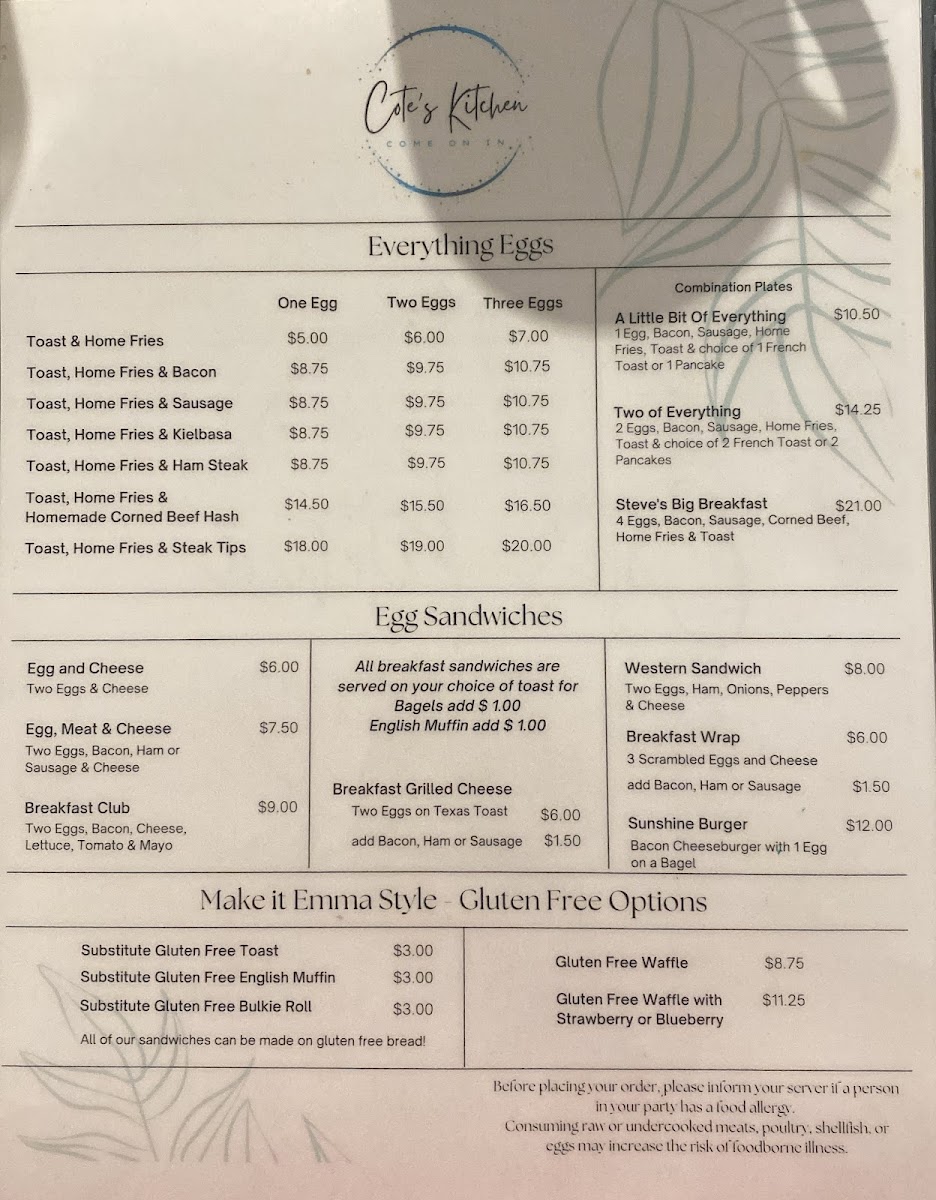 Cote's Kitchen
COME ON IN
Everything Eggs
One Egg Two Eggs Three Eggs
Toast & Home Fries $5.00 $6.00 $7.00
Toast, Home Fries & Bacon $8.75 $9.75 $10.75
Toast, Home Fries & Sausage $8.75 $9.75 $10.75
Toast, Home Fries & Kielbasa $8.75 $9.75 $10.75
Toast, Home Fries & Ham Steak $8.75 $9.75 $10.75
Toast, Home Fries &
Homemade Corned Beef Hash $14.50 $15.50 $16.50
Toast, Home Fries & Steak Tips $18.00 $19.00 $20.00
Combination Plates
A Little Bit Of Everything $10.50
1 Egg, Bacon, Sausage, Home
Fries, Toast & choice of 1 French
Toast or 1 Pancake
Two of Everything $14.25
2 Eggs, Bacon, Sausage, Home Fries,
Toast & choice of 2 French Toast or 2
Pancakes
Steve's Big Breakfast $21.00
4 Eggs, Bacon, Sausage, Corned Beef,
Home Fries & Toast
Egg Sandwiches
Egg and Cheese $6.00
Two Eggs & Cheese
Egg, Meat & Cheese $7.50
Two Eggs, Bacon, Ham or
Sausage & Cheese
Breakfast Club $9.00
Two Eggs, Bacon, Cheese,
Lettuce, Tomato & Mayo
All breakfast sandwiches are
served on your choice of toast for
Bagels add $ 1.00
English Muffin add $ 1.00
Breakfast Grilled Cheese
Two Eggs on Texas Toast $6.00
add Bacon, Ham or Sausage $1.50
Western Sandwich $8.00
Two Eggs, Ham, Onions, Peppers
& Cheese
Breakfast Wrap $6.00
3 Scrambled Eggs and Cheese
add Bacon, Ham or Sausage $1.50
Sunshine Burger $12.00
Bacon Cheeseburger with 1 Egg
on a Bagel
Make it Emma Style - Gluten Free Options
Substitute Gluten Free Toast $3.00
Substitute Gluten Free English Muffin $3.00
Substitute Gluten Free Bulkie Roll $3.00
All of our sandwiches can be made on gluten free bread!
Gluten Free Waffle $8.75
Gluten Free Waffle with $11.25
Strawberry or Blueberry
Before placing your order, please inform your server if a person
in your party has a food allergy.
Consuming raw or undercooked meats, poultry, shellfish, or
eggs may increase the risk of foodborne illness.